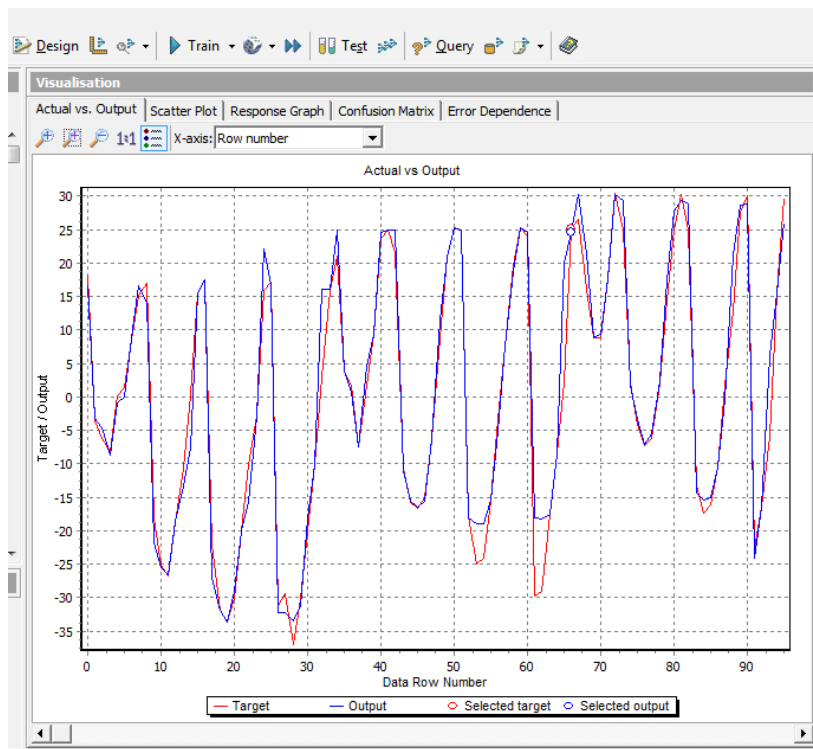 Design Train Test Query
Visualisation
Actual vs. Output Scatter Plot Response Graph Confusion Matrix Error Dependence
1:1 X-axis: Row number
Actual vs Output
30
25
20
15
10
5
0
-5
-10
-15
-20
-25
-30
-35
Target / Output
0 10 20 30 40 50 60 70 80 90
Data Row Number
Target Output Selected target Selected output